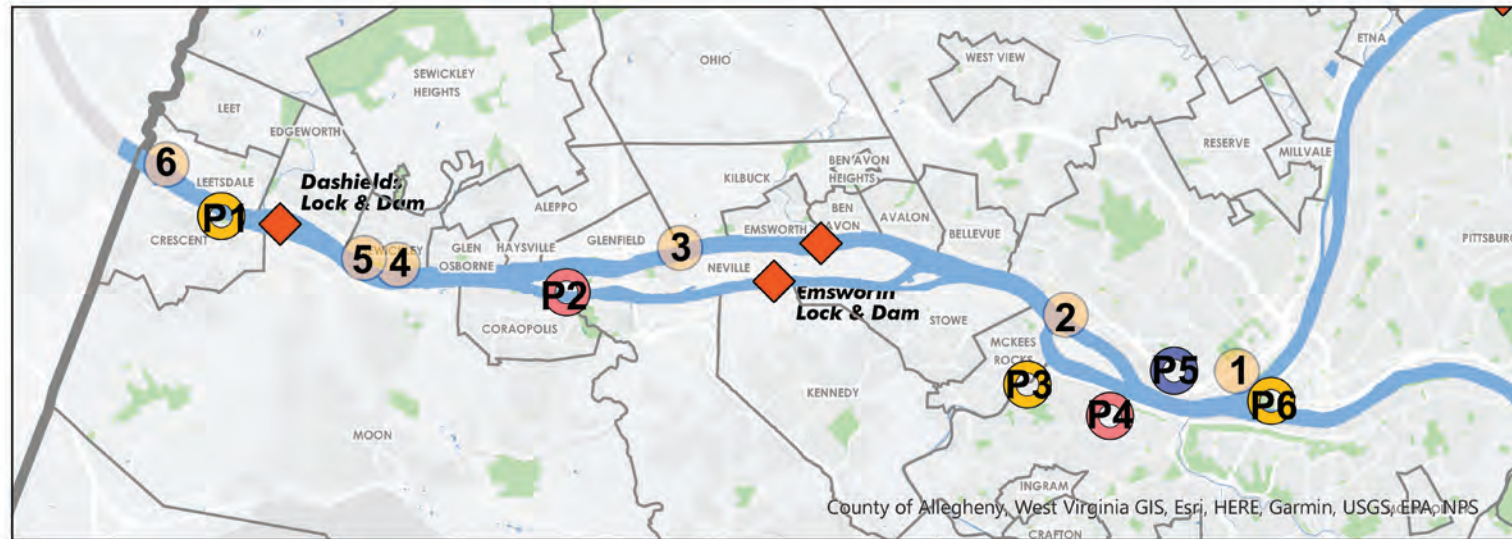 ETNA
OHIO
WEST VIEW
SEWICKLEY
HEIGHTS
LEET
EDGEWORTH
RESERVE
MILLVALE
6
LEETSDALE
Dashields
Lock & Dam
P1
CRESCENT
KILBUCK
BEN AVON
HEIGHTS
ALEPPO
BEN
AVON
AVALON
BELLEVUE
EMSWORTH
GLENFIELD
HAYSVILLE
GLEN
OSBORNE
3
5
4
NEVILLE
P2
Emsworth
Lock & Dam
CORAOPOLIS
STOWE
2
MCKEES
ROCKS
P3
P5
1
P4
P6
KENNEDY
MOON
INGRAM
CRAFTON
County of Allegheny, West Virginia GIS, Esri, HERE, Garmin, USGS, EPA, NPS